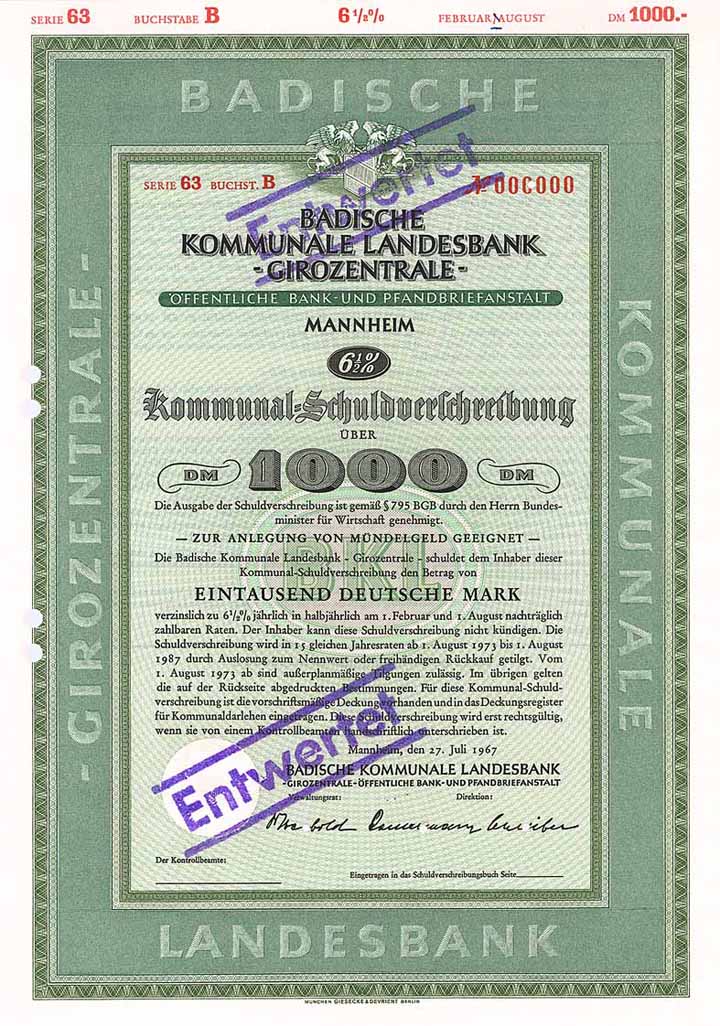 SERIE 63 BUCHSTABE B 6 1/2% FEBRUAR/AUGUST DM 1000.-
BADISCHE
SERIE 63 BUCHST. B № 000000
Entwertet
BADISCHE
KOMMUNALE LANDESBANK
-GIROZENTRALE-
ÖFFENTLICHE BANK- UND PFANDBRIEFANSTALT
MANNHEIM
6 1/2%
Kommunal-Schuldverschreibung
ÜBER
DM 1000 DM
Die Ausgabe der Schuldverschreibung ist gemäß § 795 BGB durch den Herrn Bundes-
minister für Wirtschaft genehmigt.
— ZUR ANLEGUNG VON MÜNDELGELD GEEIGNET —
Die Badische Kommunale Landesbank - Girozentrale - schuldet dem Inhaber dieser
Kommunal-Schuldverschreibung den Betrag von
EINTAUSEND DEUTSCHE MARK
verzinslich zu 6 1/2% jährlich in halbjährlich am 1. Februar und 1. August nachträglich
zahlbaren Raten. Der Inhaber kann diese Schuldverschreibung nicht kündigen. Die
Schuldverschreibung wird in 15 gleichen Jahresraten ab 1. August 1973 bis 1. August
1987 durch Auslosung zum Nennwert oder freihändigen Rückkauf getilgt. Vom
1. August 1973 ab sind außerplanmäßige Tilgungen zulässig. Im übrigen gelten
die auf der Rückseite abgedruckten Bestimmungen. Für diese Kommunal-Schuld-
verschreibung ist die vorschriftsmäßige Deckung vorhanden und in das Deckungsregister
für Kommunaldarlehen eingetragen. Diese Schuldverschreibung wird erst rechtsgültig,
wenn sie von einem Kontrollbeamten handschriftlich unterschrieben ist.
Mannheim, den 27. Juli 1967
Entwertet
BADISCHE KOMMUNALE LANDESBANK
-GIROZENTRALE-ÖFFENTLICHE BANK- UND PFANDBRIEFANSTALT
Verwaltungsrat: Direktion:
Der Kontrollbeamte:
Eingetragen in das Schuldverschreibungsbuch Seite
-GIROZENTRALE-
KOMMUNALE
LANDESBANK
MÜNCHEN GIESECKE & DEVRIENT BERLIN